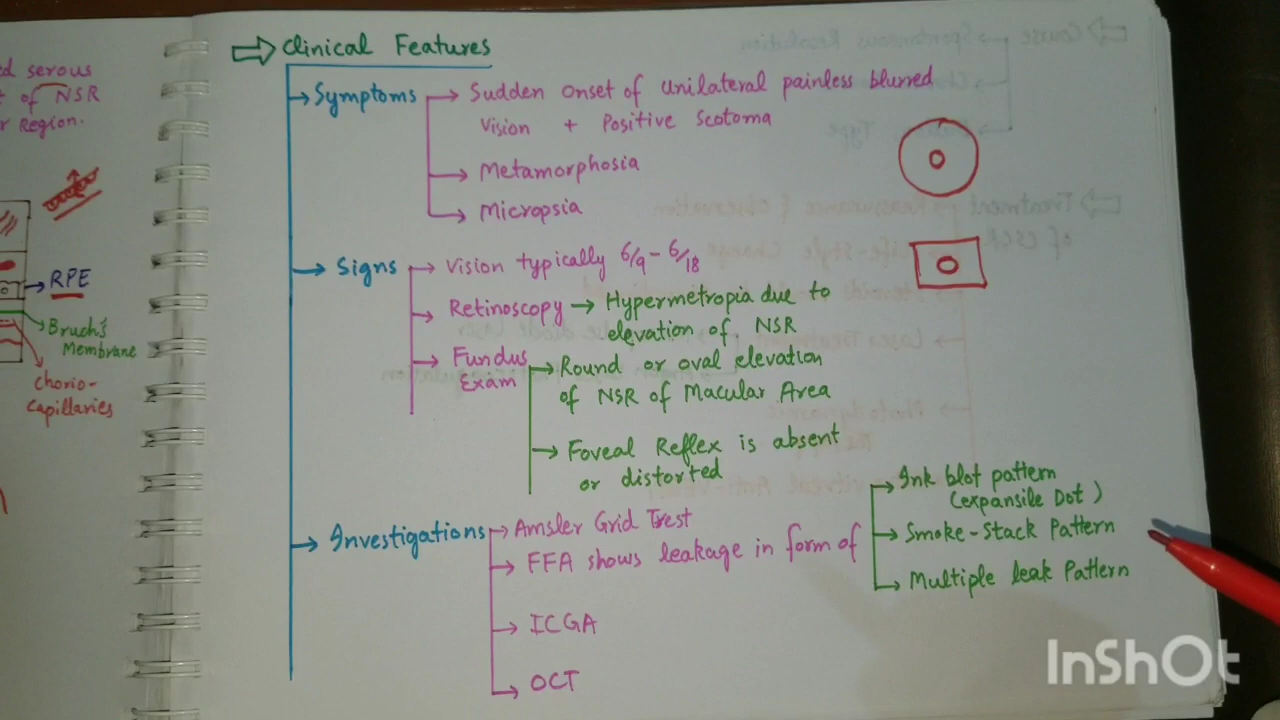 d serous
of NSR
r Region.
RPE
Bruch's
Membrane
Chorio-
Capillaries
Clinical Features
Symptoms
Sudden onset of unilateral painless blurred
Vision + Positive Scotoma
Metamorphosia
Micropsia
Signs
Vision typically 6/9 - 6/18
Retinoscopy → Hypermetropia due to
elevation of NSR
Fundus
Exam
Round or oval elevation
of NSR of Macular Area
Foveal Reflex is absent
or distorted
Investigations
Amsler Grid Trest
FFA shows leakage in form of
Ink blot pattern
(expansile Dot)
Smoke-Stack Pattern
Multiple leak Pattern
ICGA
OCT
InShOt